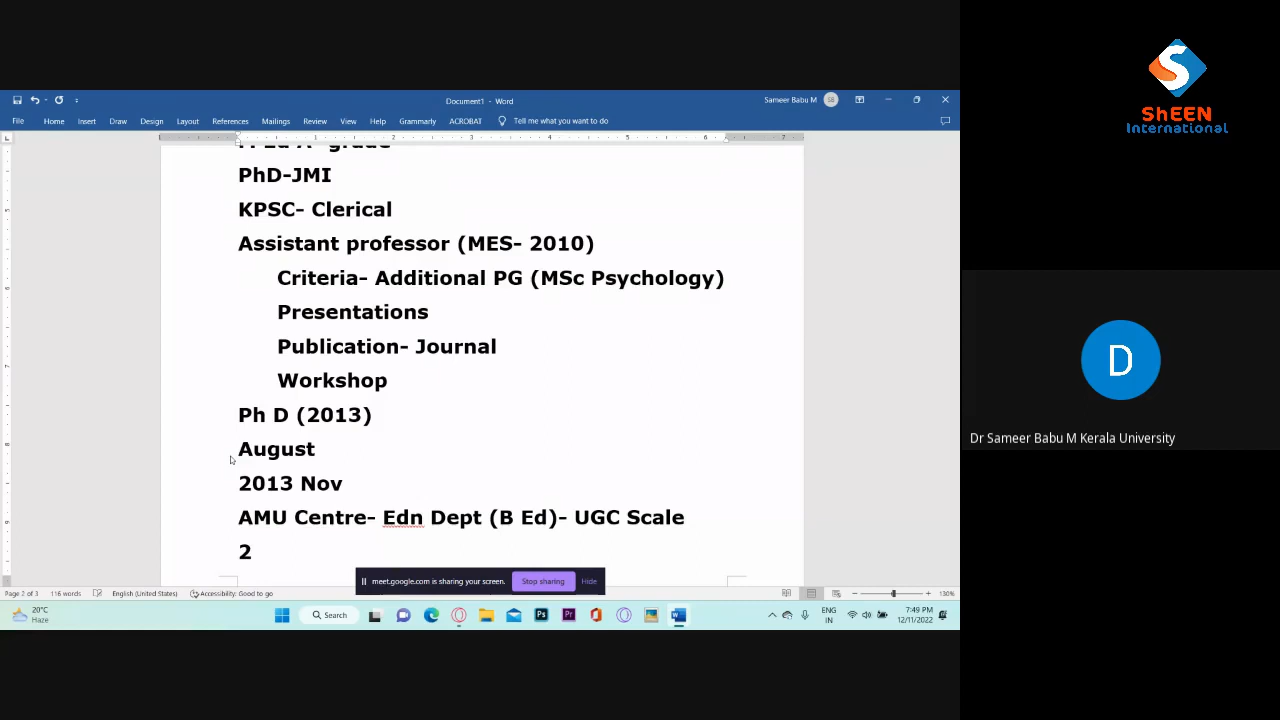 Document1 - Word
Sameer Babu M
SB
File Home Insert Draw Design Layout References Mailings Review View Help Grammarly ACROBAT Tell me what you want to do
PhD-JMI
KPSC- Clerical
Assistant professor (MES- 2010)
Criteria- Additional PG (MSc Psychology)
Presentations
Publication- Journal
Workshop
Ph D (2013)
August
2013 Nov
AMU Centre- Edn Dept (B Ed)- UGC Scale
2
meet.google.com is sharing your screen. Stop sharing Hide
Page 2 of 3 116 words English (United States) Accessibility: Good to go 130%
20°C
Haze
Search
ENG
IN
7:49 PM
12/11/2022
S
ShEEN
International
D
Dr Sameer Babu M Kerala University